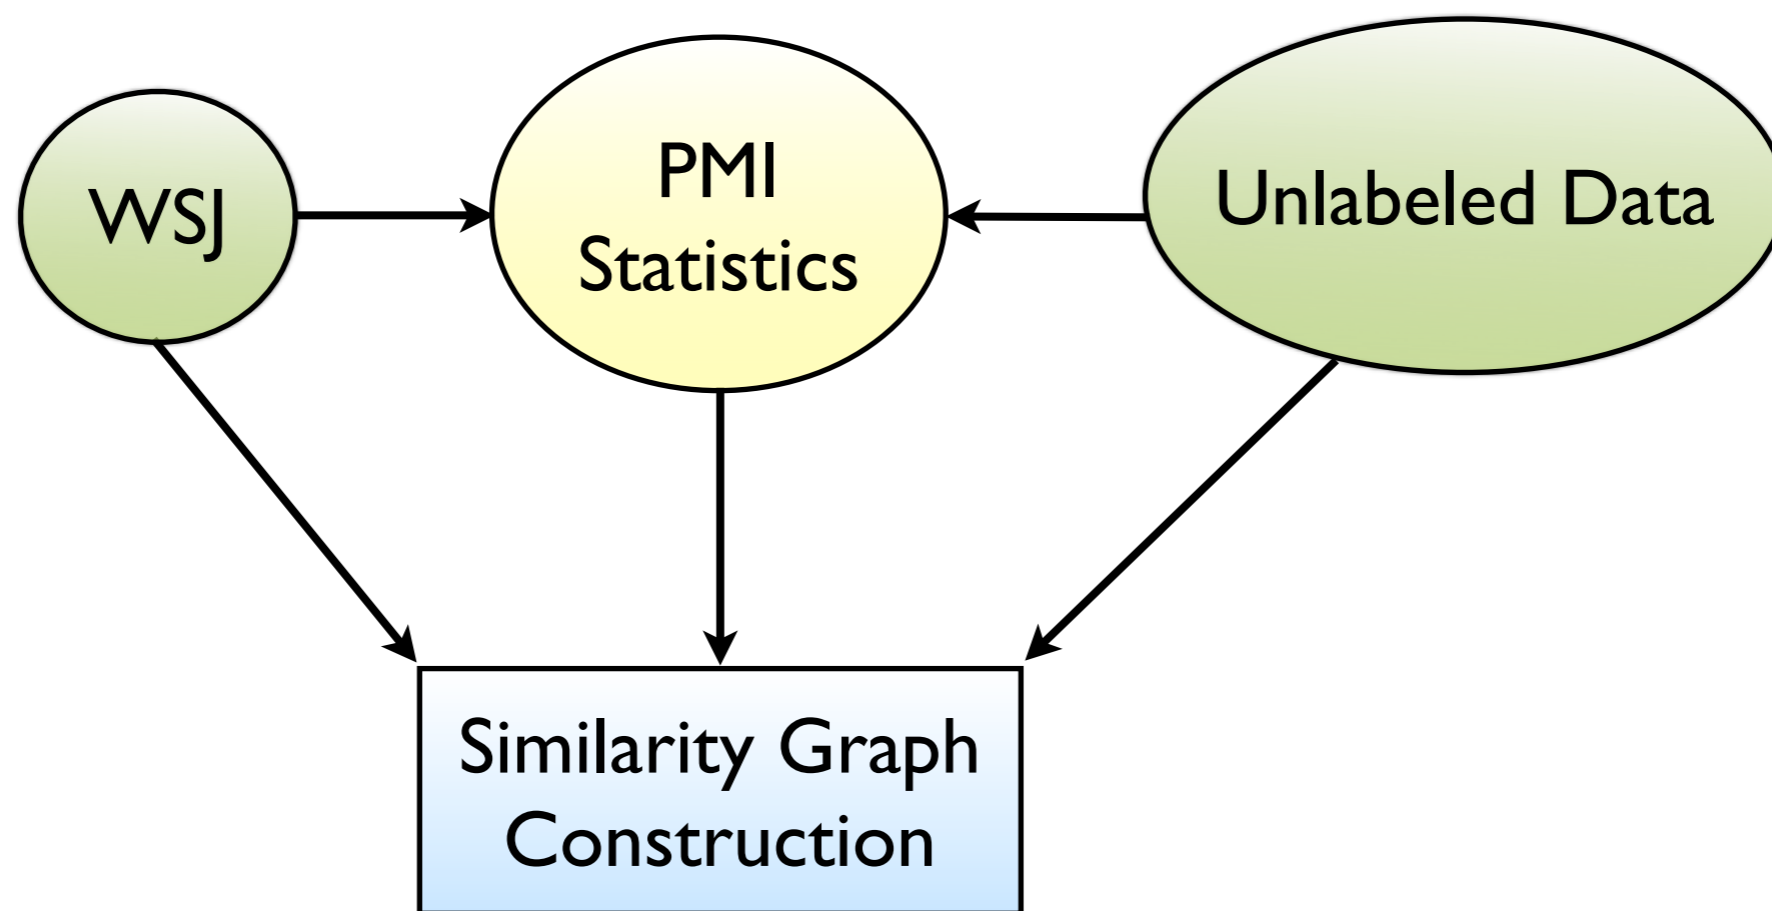 WSJ
PMI
Statistics
Unlabeled Data
Similarity Graph
Construction